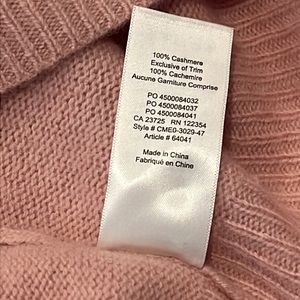 100% Cashmere
Exclusive of Trim
100% Cachemire
Aucune Garniture Comprise
PO 4500084032
PO 4500084037
PO 4500084041
CA 23725 RN 122354
Style # CME0-3029-47
Article # 64041
Made in China
Fabriqué en Chine